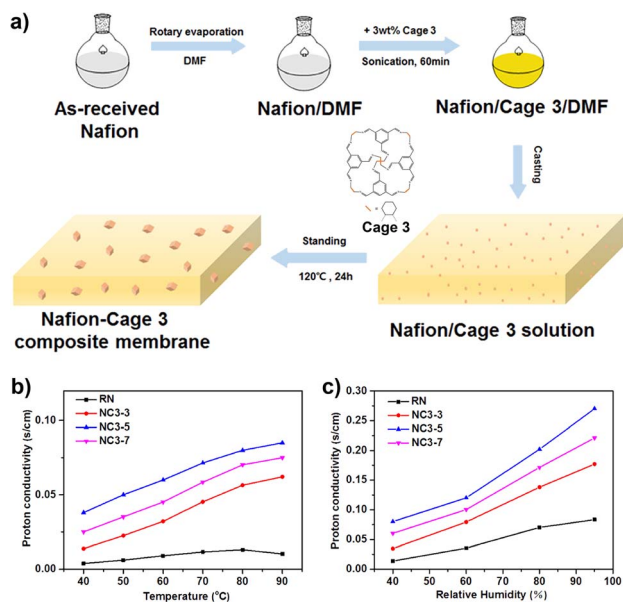 a)
Rotary evaporation
DMF
+ 3wt% Cage 3
Sonication, 60min
As-received
Nafion
Nafion/DMF
Nafion/Cage 3/DMF
Casting
Cage 3
Standing
120℃ , 24h
Nafion-Cage 3
composite membrane
Nafion/Cage 3 solution
b)
RN
NC3-3
NC3-5
NC3-7
Proton conductivity (s/cm)
0.10
0.05
0.00
40 50 60 70 80 90
Temperature (°C)
c)
RN
NC3-3
NC3-5
NC3-7
Proton conductivity (s/cm)
0.30
0.25
0.20
0.15
0.10
0.05
0.00
40 50 60 70 80 90 100
Relative Humidity (%)